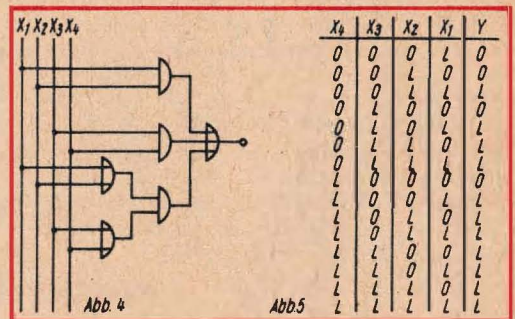 X1 X2 X3 X4
X4 X3 X2 X1 Y
0 0 0 L 0
0 0 L 0 0
0 0 L L L
0 L 0 0 0
0 L 0 L L
0 L L 0 L
0 L L L L
L 0 0 0 0
L 0 0 L L
L 0 L 0 L
L 0 L L L
L L 0 0 L
L L 0 L L
L L L 0 L
L L L L L
Abb. 4
Abb.5